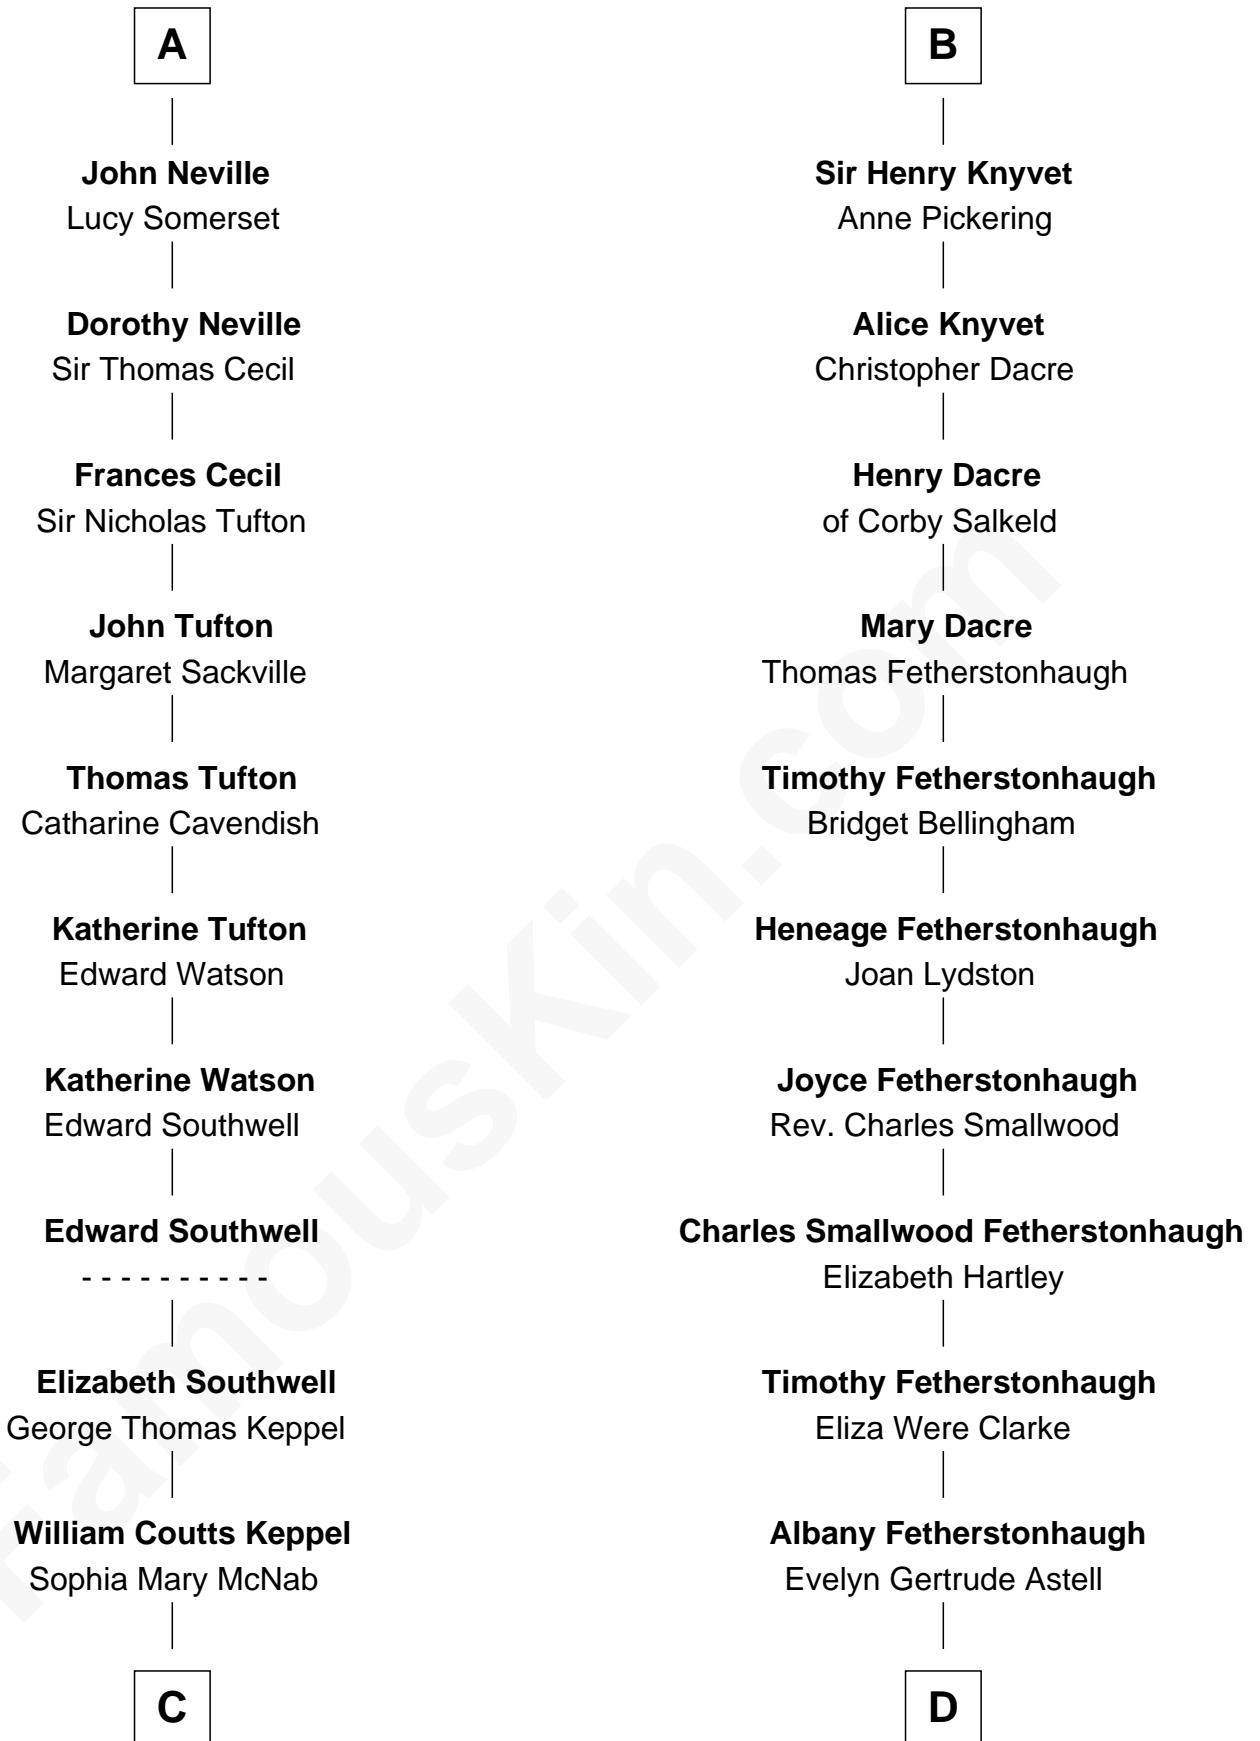 A
John Neville
Lucy Somerset
Dorothy Neville
Sir Thomas Cecil
Frances Cecil
Sir Nicholas Tufton
John Tufton
Margaret Sackville
Thomas Tufton
Catharine Cavendish
Katherine Tufton
Edward Watson
Katherine Watson
Edward Southwell
Edward Southwell
- - - - - - - - - -
Elizabeth Southwell
George Thomas Keppel
William Coutts Keppel
Sophia Mary McNab
C
B
Sir Henry Knyvet
Anne Pickering
Alice Knyvet
Christopher Dacre
Henry Dacre
of Corby Salkeld
Mary Dacre
Thomas Fetherstonhaugh
Timothy Fetherstonhaugh
Bridget Bellingham
Heneage Fetherstonhaugh
Joan Lydston
Joyce Fetherstonhaugh
Rev. Charles Smallwood
Charles Smallwood Fetherstonhaugh
Elizabeth Hartley
Timothy Fetherstonhaugh
Eliza Were Clarke
Albany Fetherstonhaugh
Evelyn Gertrude Astell
D
FamousKin.com